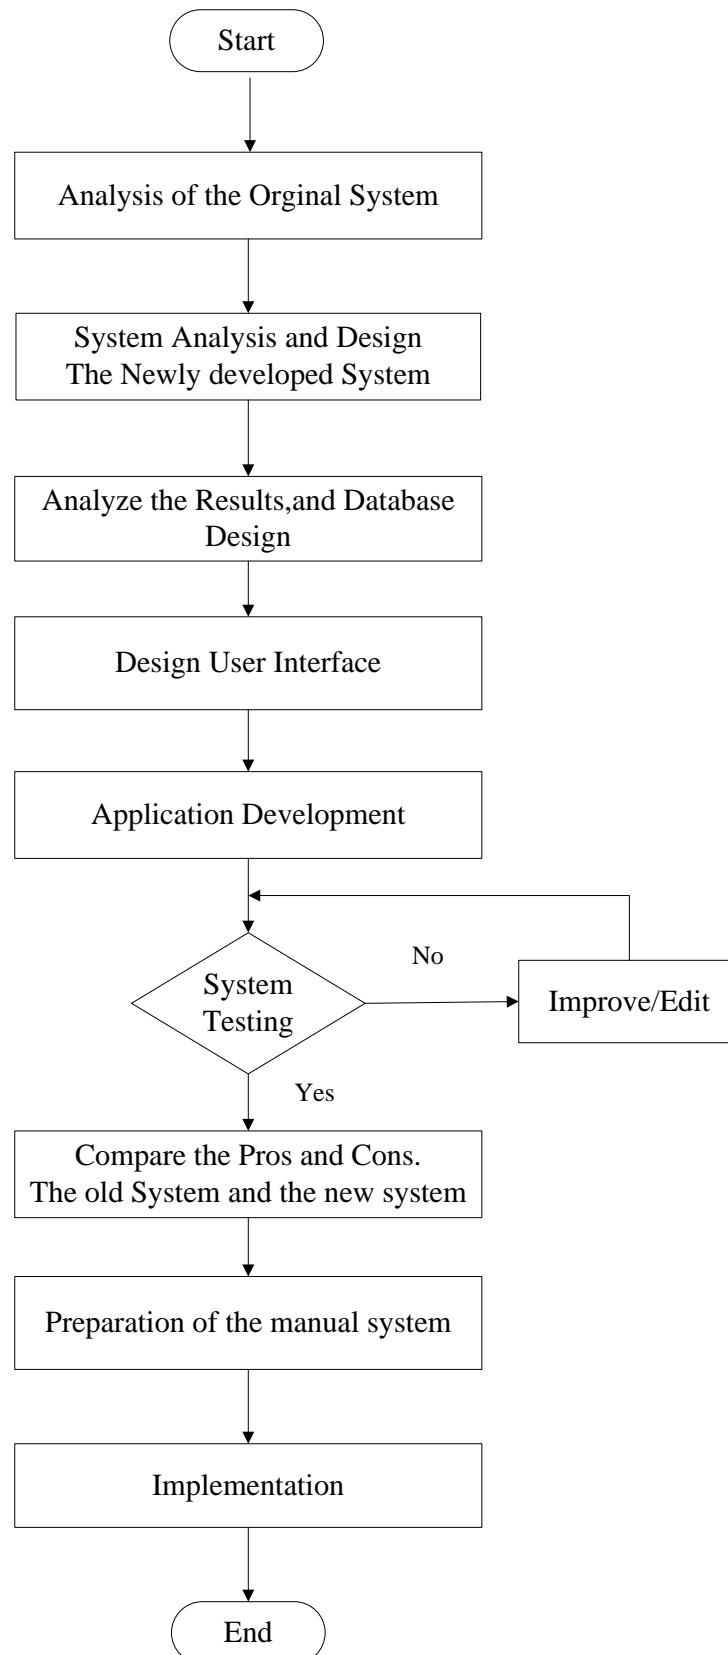 Start
Analysis of the Orginal System
System Analysis and Design
The Newly developed System
Analyze the Results,and Database
Design
Design User Interface
Application Development
No
System
Testing
Improve/Edit
Yes
Compare the Pros and Cons.
The old System and the new system
Preparation of the manual system
Implementation
End